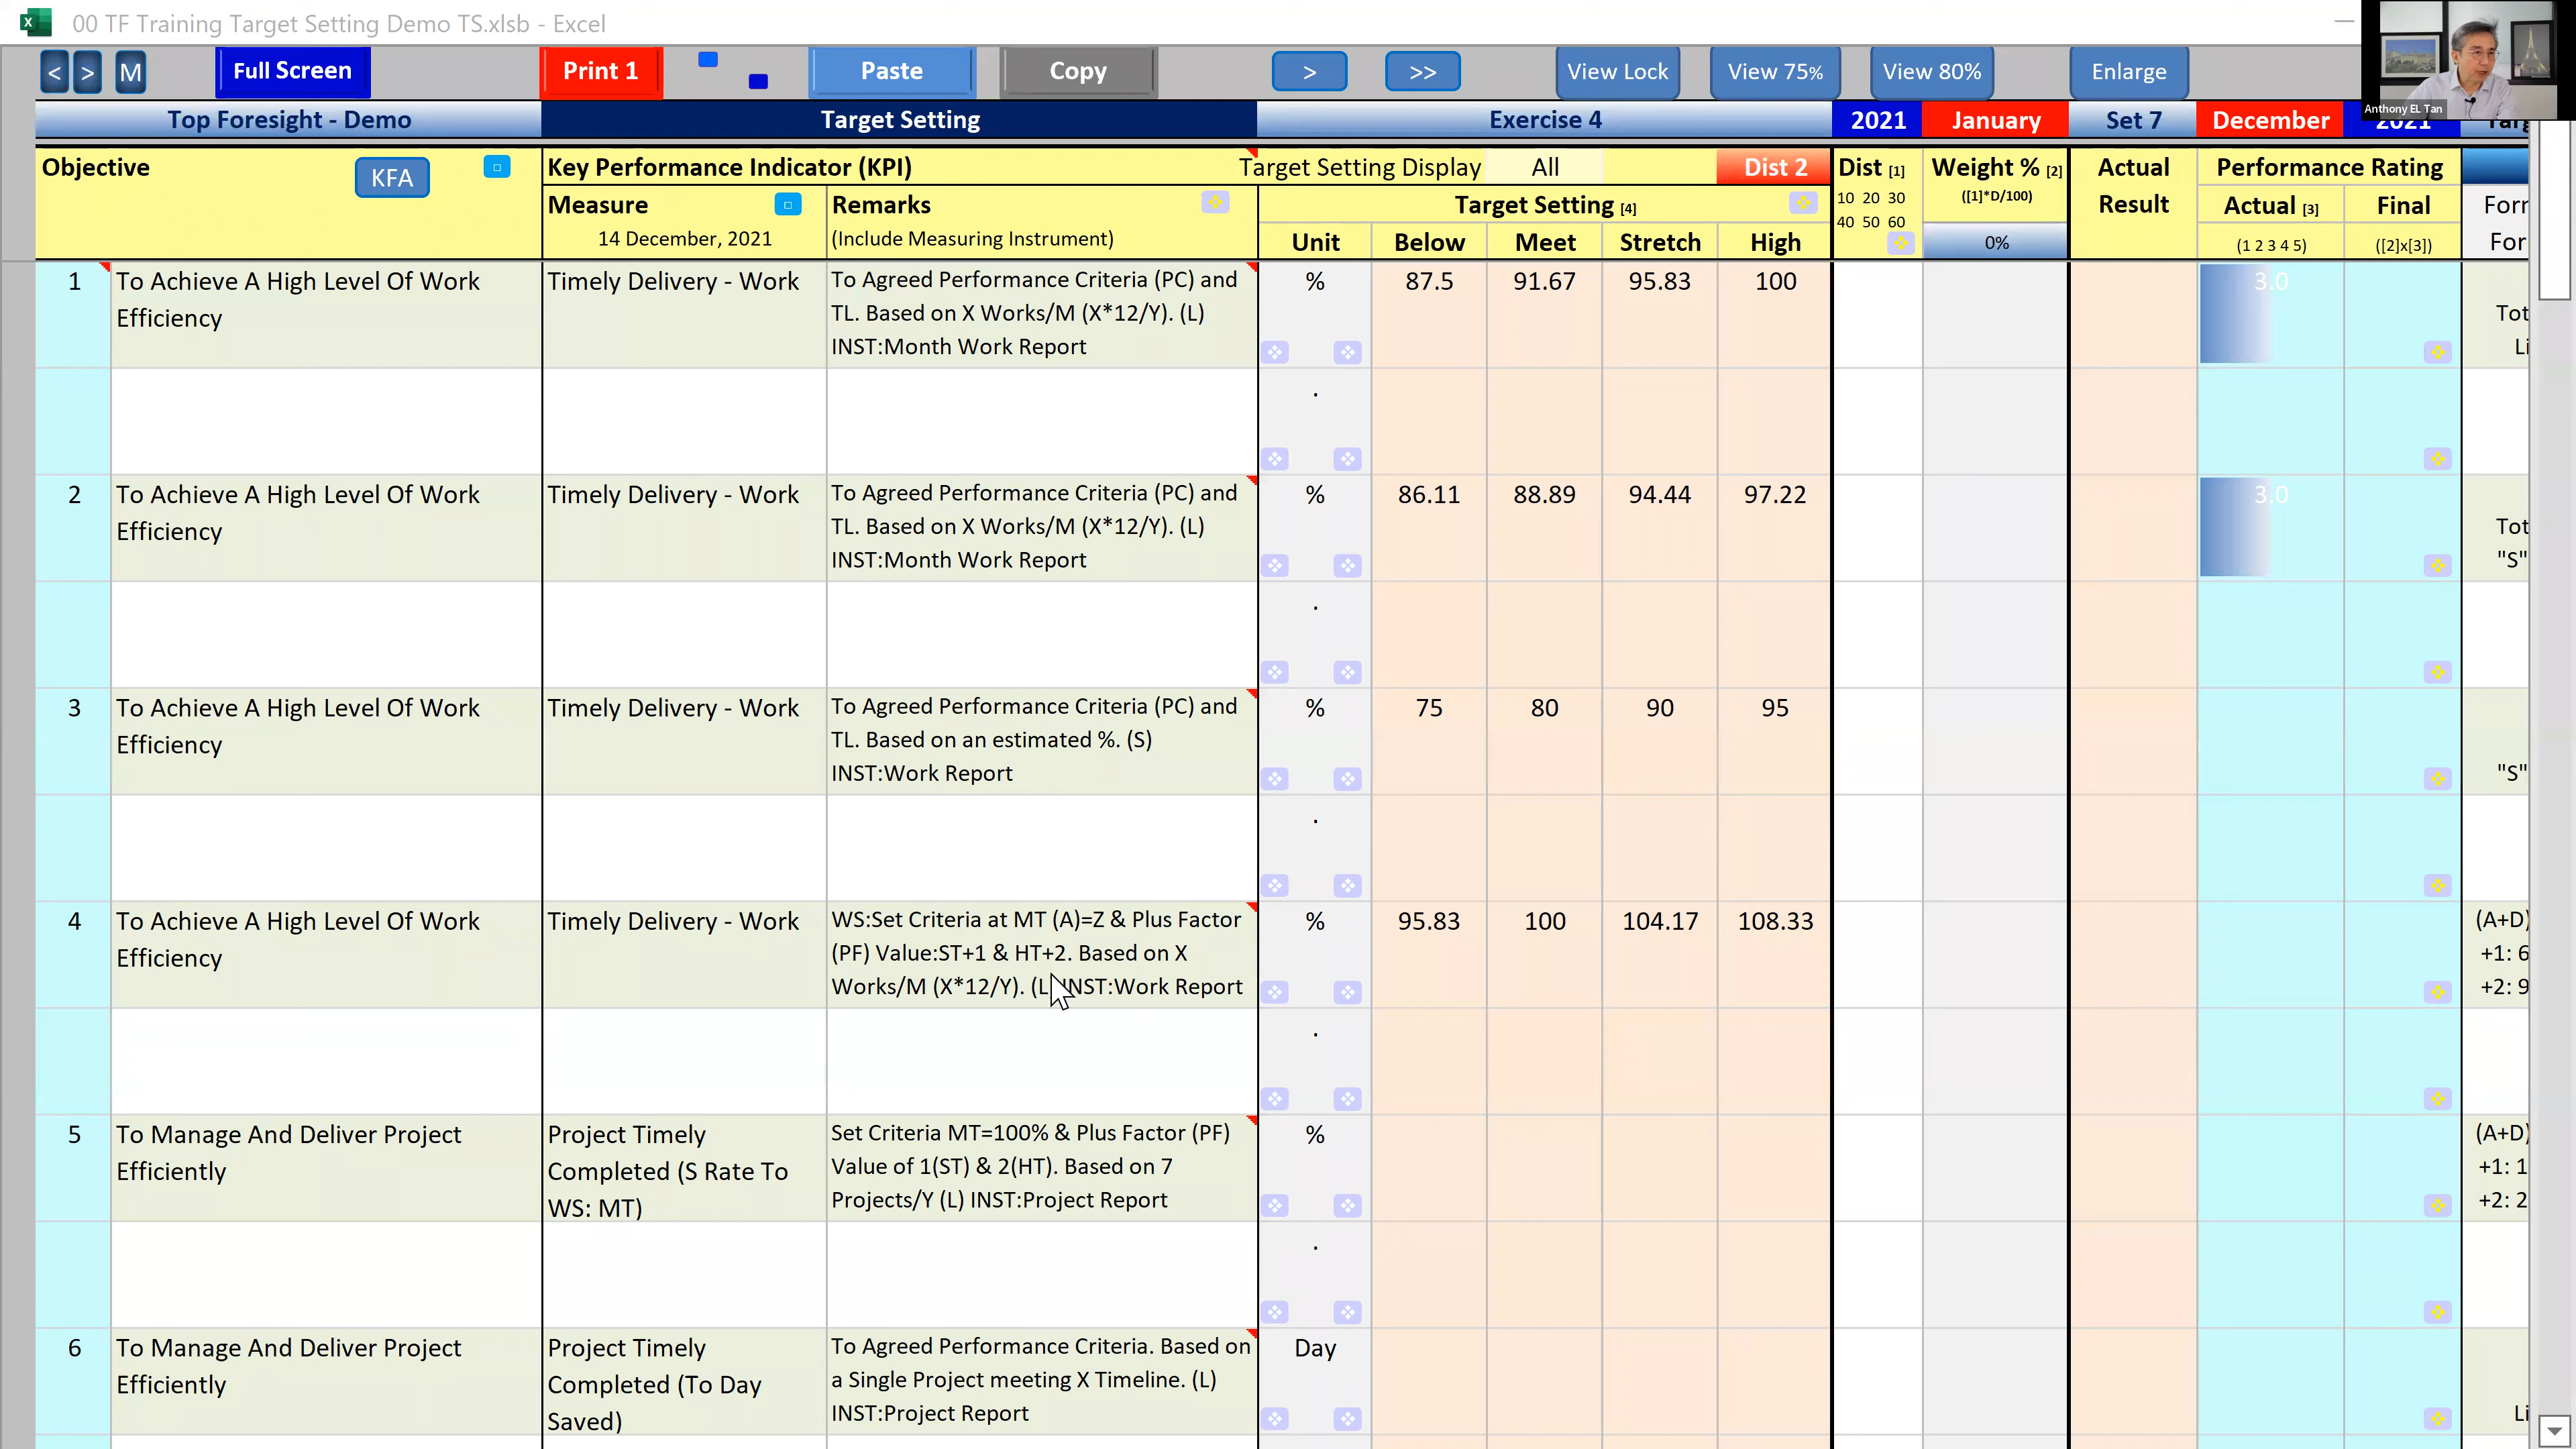 00 TF Training Target Setting Demo TS.xlsb - Excel
< > M Full Screen Print 1 Paste Copy > >> View Lock View 75% View 80% Enlarge
Anthony EL Tan
Top Foresight - Demo Target Setting Exercise 4 2021 January Set 7 December 2021
Objective KFA Key Performance Indicator (KPI) Target Setting Display All Dist 2 Dist [1] Weight % [2] Actual Performance Rating
10 20 30 ([1]*D/100)
Measure Remarks Target Setting [4] 40 50 60 Result Actual [3] Final
14 December, 2021 (Include Measuring Instrument) Unit Below Meet Stretch High 0% (1 2 3 4 5) ([2]x[3])
1 To Achieve A High Level Of Work Timely Delivery - Work To Agreed Performance Criteria (PC) and % 87.5 91.67 95.83 100 3.0
Efficiency TL. Based on X Works/M (X*12/Y). (L)
INST:Month Work Report
.
2 To Achieve A High Level Of Work Timely Delivery - Work To Agreed Performance Criteria (PC) and % 86.11 88.89 94.44 97.22 3.0
Efficiency TL. Based on X Works/M (X*12/Y). (L)
INST:Month Work Report "S"
.
3 To Achieve A High Level Of Work Timely Delivery - Work To Agreed Performance Criteria (PC) and % 75 80 90 95
Efficiency TL. Based on an estimated %. (S)
INST:Work Report "S"
.
4 To Achieve A High Level Of Work Timely Delivery - Work WS:Set Criteria at MT (A)=Z & Plus Factor % 95.83 100 104.17 108.33 (A+D)
Efficiency (PF) Value:ST+1 & HT+2. Based on X +1: 6
Works/M (X*12/Y). (L INST:Work Report +2: 9
.
5 To Manage And Deliver Project Project Timely Set Criteria MT=100% & Plus Factor (PF) % (A+D)
Efficiently Completed (S Rate To Value of 1(ST) & 2(HT). Based on 7 +1: 1
WS: MT) Projects/Y (L) INST:Project Report +2: 2
.
6 To Manage And Deliver Project Project Timely To Agreed Performance Criteria. Based on Day
Efficiently Completed (To Day a Single Project meeting X Timeline. (L)
Saved) INST:Project Report